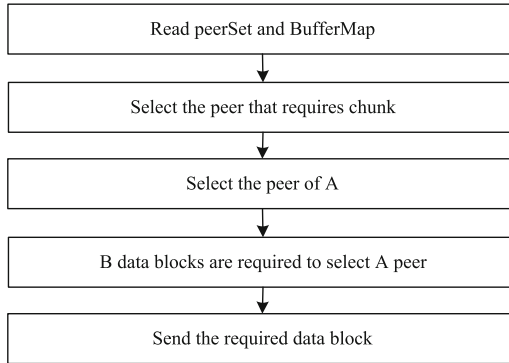 Read peerSet and BufferMap
Select the peer that requires chunk
Select the peer of A
B data blocks are required to select A peer
Send the required data block